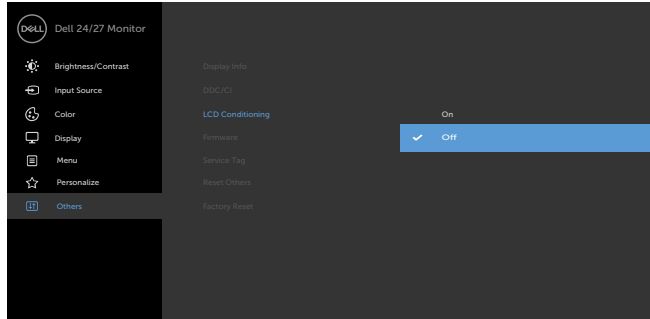 DELL Dell 24/27 Monitor
Brightness/Contrast Display Info
Input Source DDC/CI
Color LCD Conditioning On
Display Firmware Off
Menu Service Tag
Personalize Reset Others
Others Factory Reset